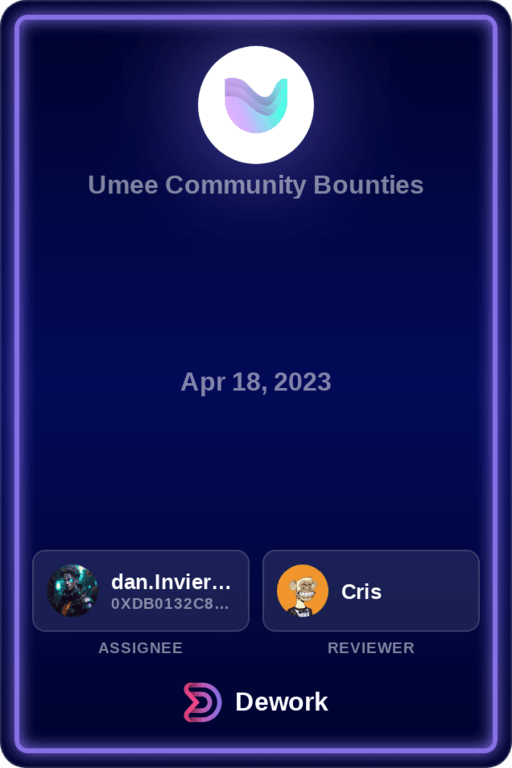 Umee Community Bounties
Apr 18, 2023
dan.Invier...
0XDB0132C8...
Cris
ASSIGNEE
REVIEWER
Dework